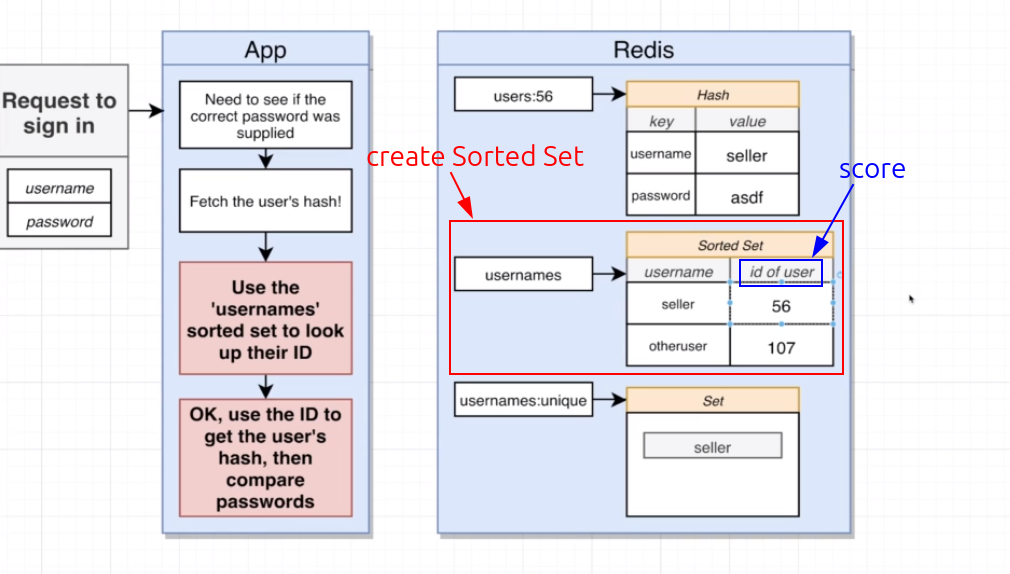 Request to
sign in
username
password
App
Need to see if the
correct password was
supplied
Fetch the user's hash!
Use the
'usernames'
sorted set to look
up their ID
OK, use the ID to
get the user's
hash, then
compare
passwords
create Sorted Set
score
Redis
users:56
Hash
key value
username seller
password asdf
usernames
Sorted Set
username id of user
seller 56
otheruser 107
usernames:unique
Set
seller